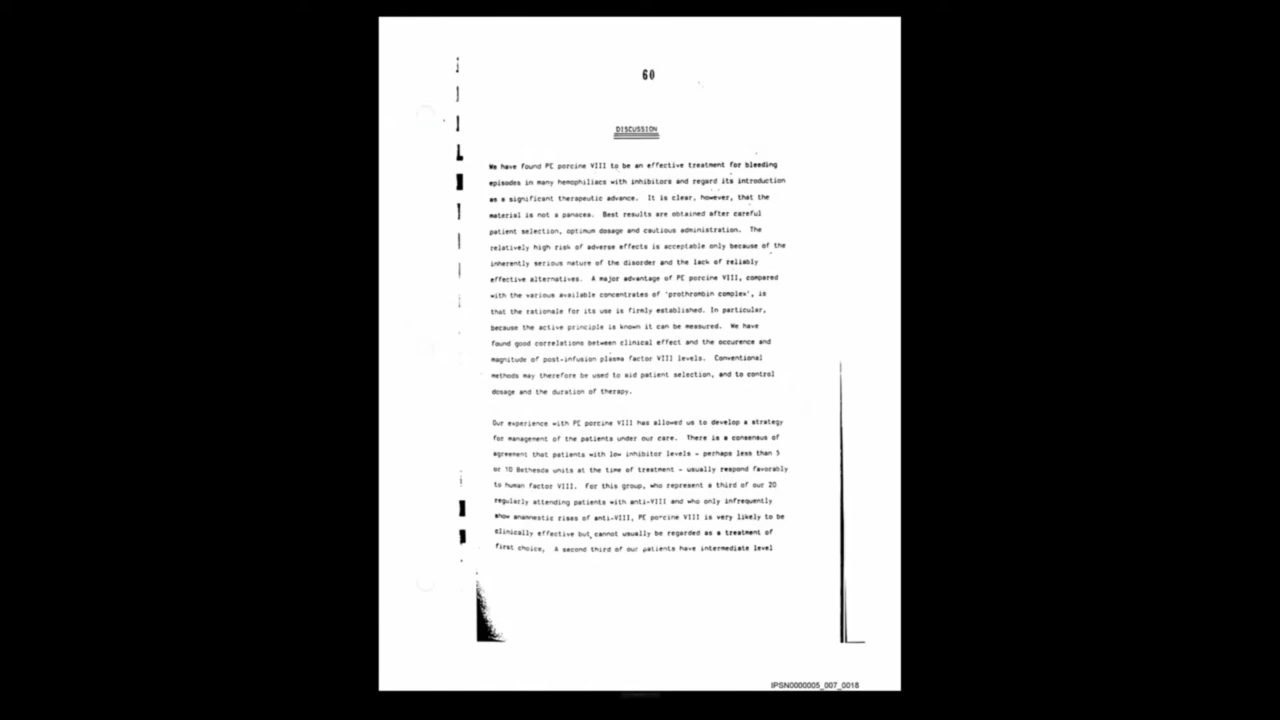 60
DISCUSSION
We have found PE porcine VIII to be an effective treatment for bleeding
episodes in many hemophiliacs with inhibitors and regard its introduction
as a significant therapeutic advance. It is clear, however, that the
material is not a panacea. Best results are obtained after careful
patient selection, optimum dosage and cautious administration. The
relatively high risk of adverse effects is acceptable only because of the
inherently serious nature of the disorder and the lack of reliably
effective alternatives. A major advantage of PE porcine VIII, compared
with the various available concentrates of 'prothrombin complex', is
that the rationale for its use is firmly established. In particular,
because the active principle is known it can be measured. We have
found good correlations between clinical effect and the occurence and
magnitude of post-infusion plasma factor VIII levels. Conventional
methods may therefore be used to aid patient selection, and to control
dosage and the duration of therapy.
Our experience with PE porcine VIII has allowed us to develop a strategy
for management of the patients under our care. There is a consensus of
agreement that patients with low inhibitor levels - perhaps less than 5
or 10 Bethesda units at the time of treatment - usually respond favorably
to human factor VIII. For this group, who represent a third of our 20
regularly attending patients with anti-VIII and who only infrequently
show anamnestic rises of anti-VIII, PE porcine VIII is very likely to be
clinically effective but cannot usually be regarded as a treatment of
first choice, A second third of our patients have intermediate level
IPSN0000005_007_0018